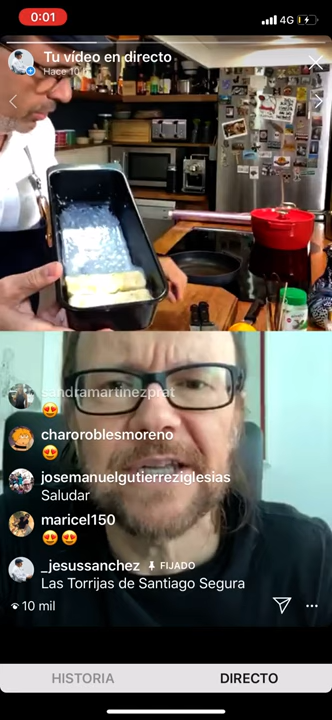 0:01
4G
Tu vídeo en directo
Hace 10 h
sandramartinezprat
😍
charoroblesmoreno
😍
josemanuelgutierreziglesias
Saludar
maricel150
😍😍
_jesussanchez FIJADO
Las Torrijas de Santiago Segura
10 mil
HISTORIA DIRECTO